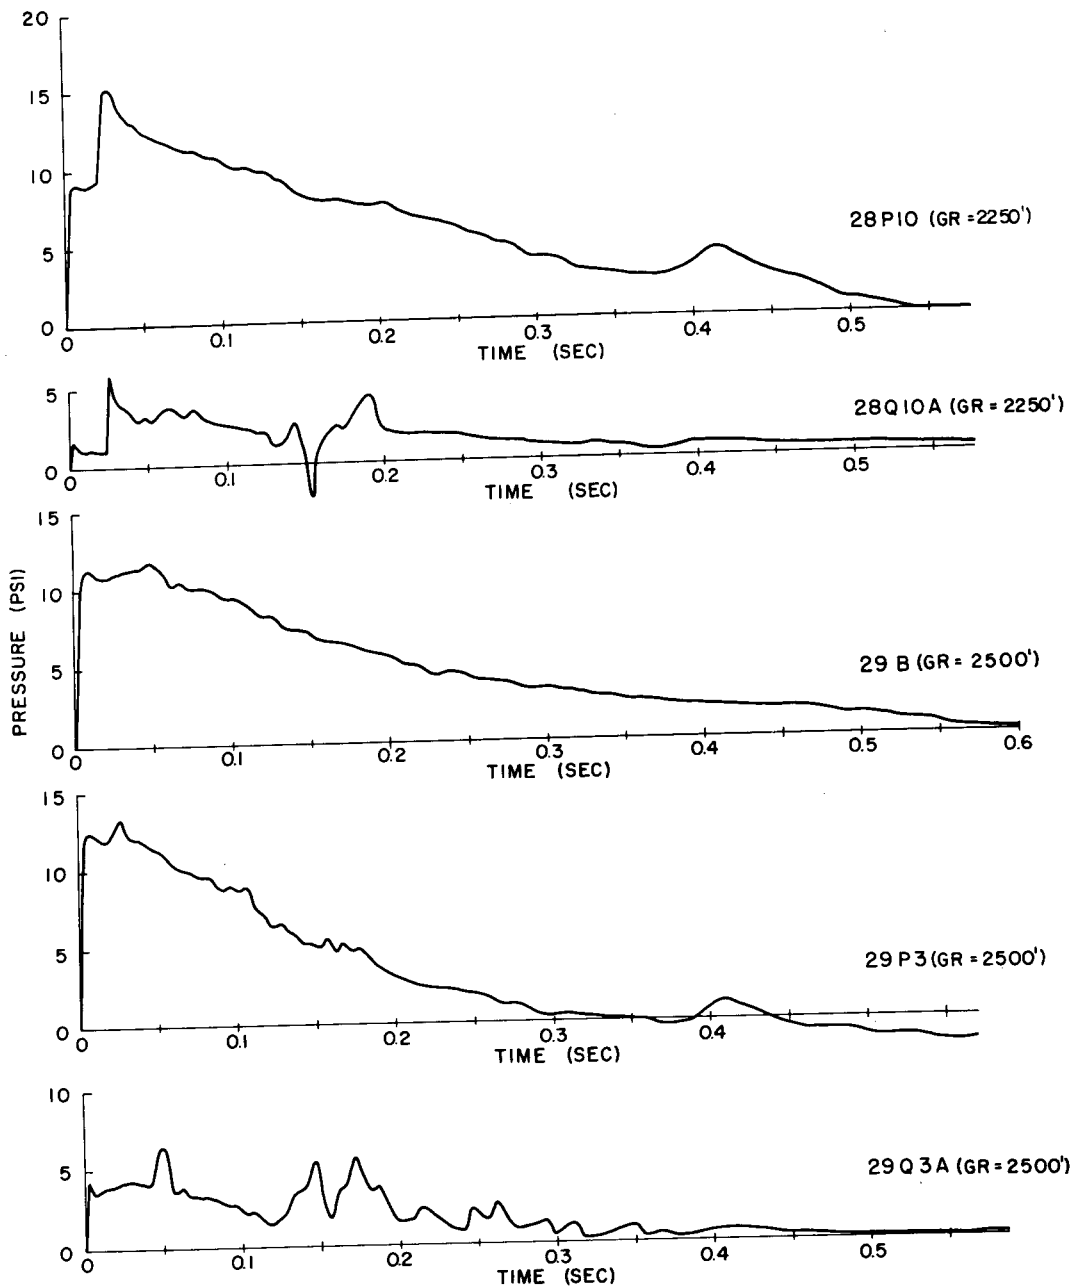 20
15
10
5
0
0 0.1 0.2 0.3 0.4 0.5
TIME (SEC)
28P10 (GR=2250')
5
0
0 0.1 0.2 0.3 0.4 0.5
TIME (SEC)
28Q10A (GR=2250')
PRESSURE (PSI)
15
10
5
0
0 0.1 0.2 0.3 0.4 0.5 0.6
TIME (SEC)
29 B (GR= 2500')
15
10
5
0
0 0.1 0.2 0.3 0.4
TIME (SEC)
29 P3 (GR=2500')
10
5
0
0 0.1 0.2 0.3 0.4 0.5
TIME (SEC)
29 Q 3A (GR=2500')